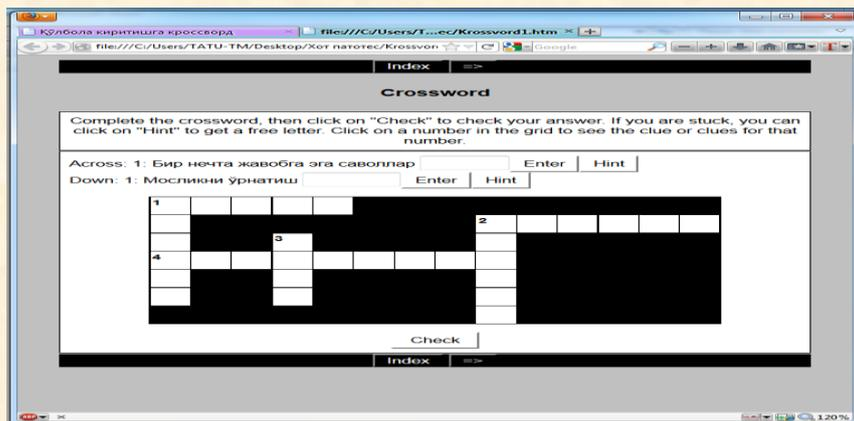 Қўлбола киритишга кроссворд
file:///C:/Users/T...ec/Krossvord1.htm
file:///C:/Users/TATU-TM/Desktop/Хот патотес/Krossvor
Google
Index =>
Crossword
Complete the crossword, then click on "Check" to check your answer. If you are stuck, you can
click on "Hint" to get a free letter. Click on a number in the grid to see the clue or clues for that
number.
Across: 1: Бир нечта жавобга эга саволлар Enter Hint
Down: 1: Мосликни ўрнатиш Enter Hint
1
2
3
4
Check
Index =>
ABP
120%